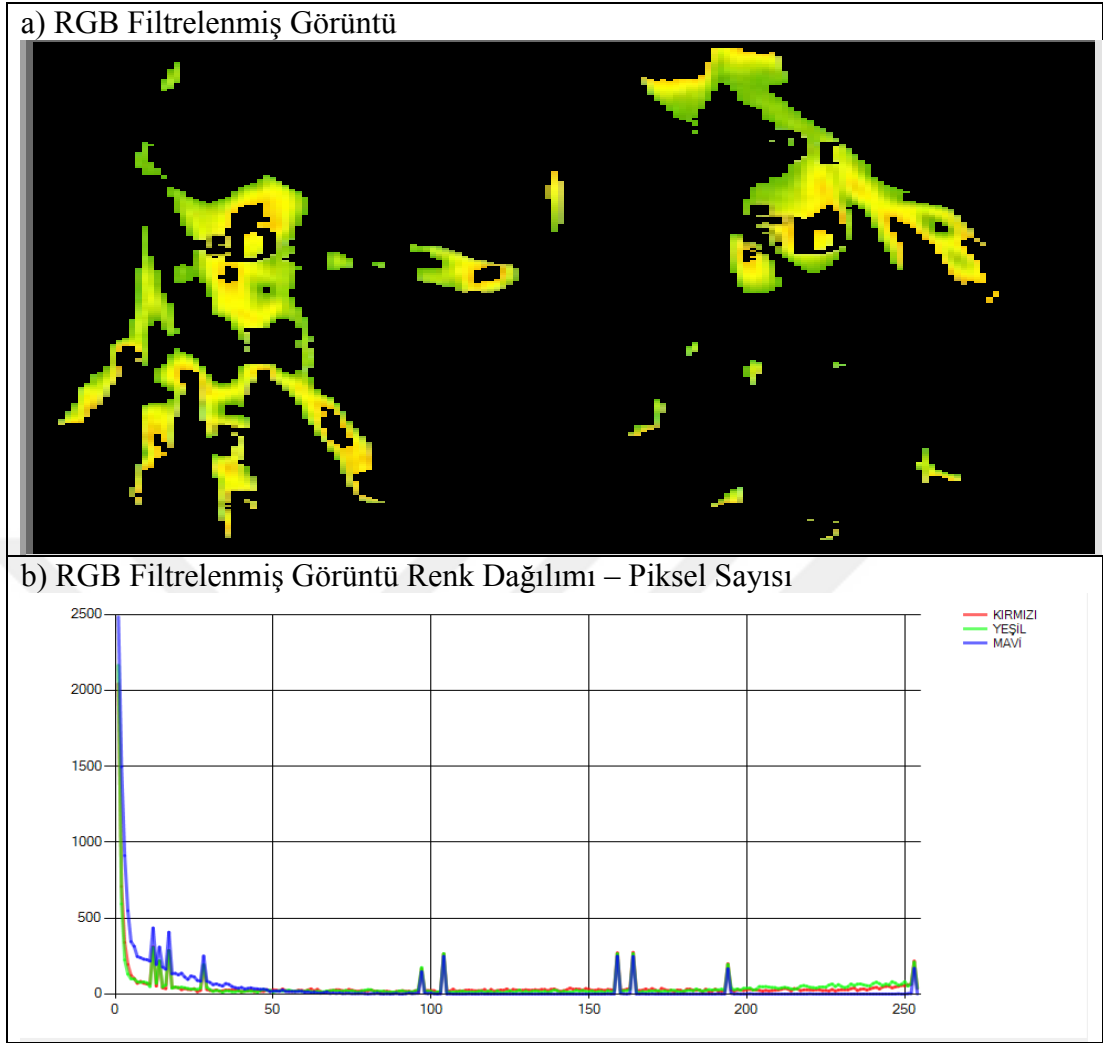 a) RGB Filtrelenmiş Görüntü
b) RGB Filtrelenmiş Görüntü Renk Dağılımı – Piksel Sayısı
2500
2000
1500
1000
500
0
0 50 100 150 200 250
KIRMIZI
YEŞİL
MAVİ